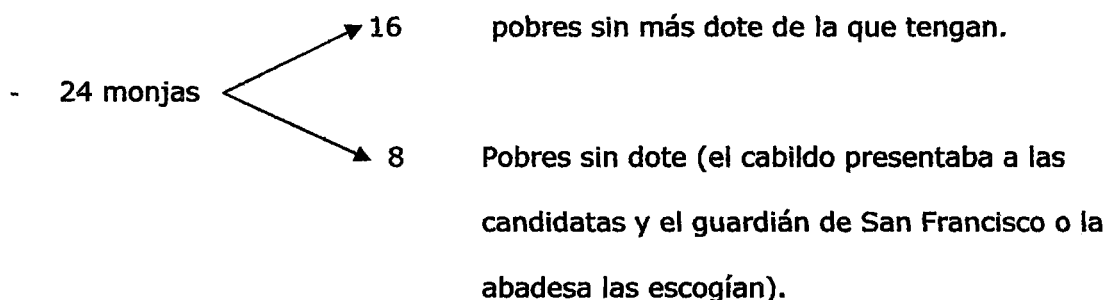 16 pobres sin más dote de la que tengan.
- 24 monjas
8 Pobres sin dote (el cabildo presentaba a las
candidatas y el guardián de San Francisco o la
abadesa las escogían).